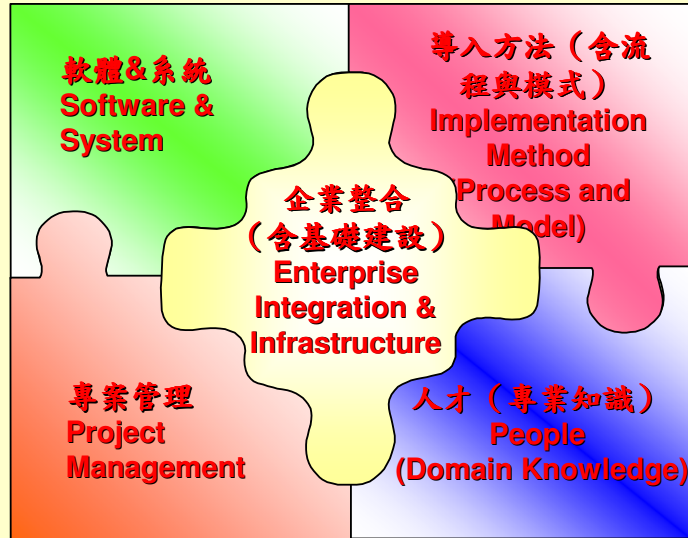 軟體&系統
Software &
System
導入方法（含流
程與模式）
Implementation
Method
(Process and
Model)
企業整合
（含基礎建設）
Enterprise
Integration &
Infrastructure
專案管理
Project
Management
人才（專業知識）
People
(Domain Knowledge)